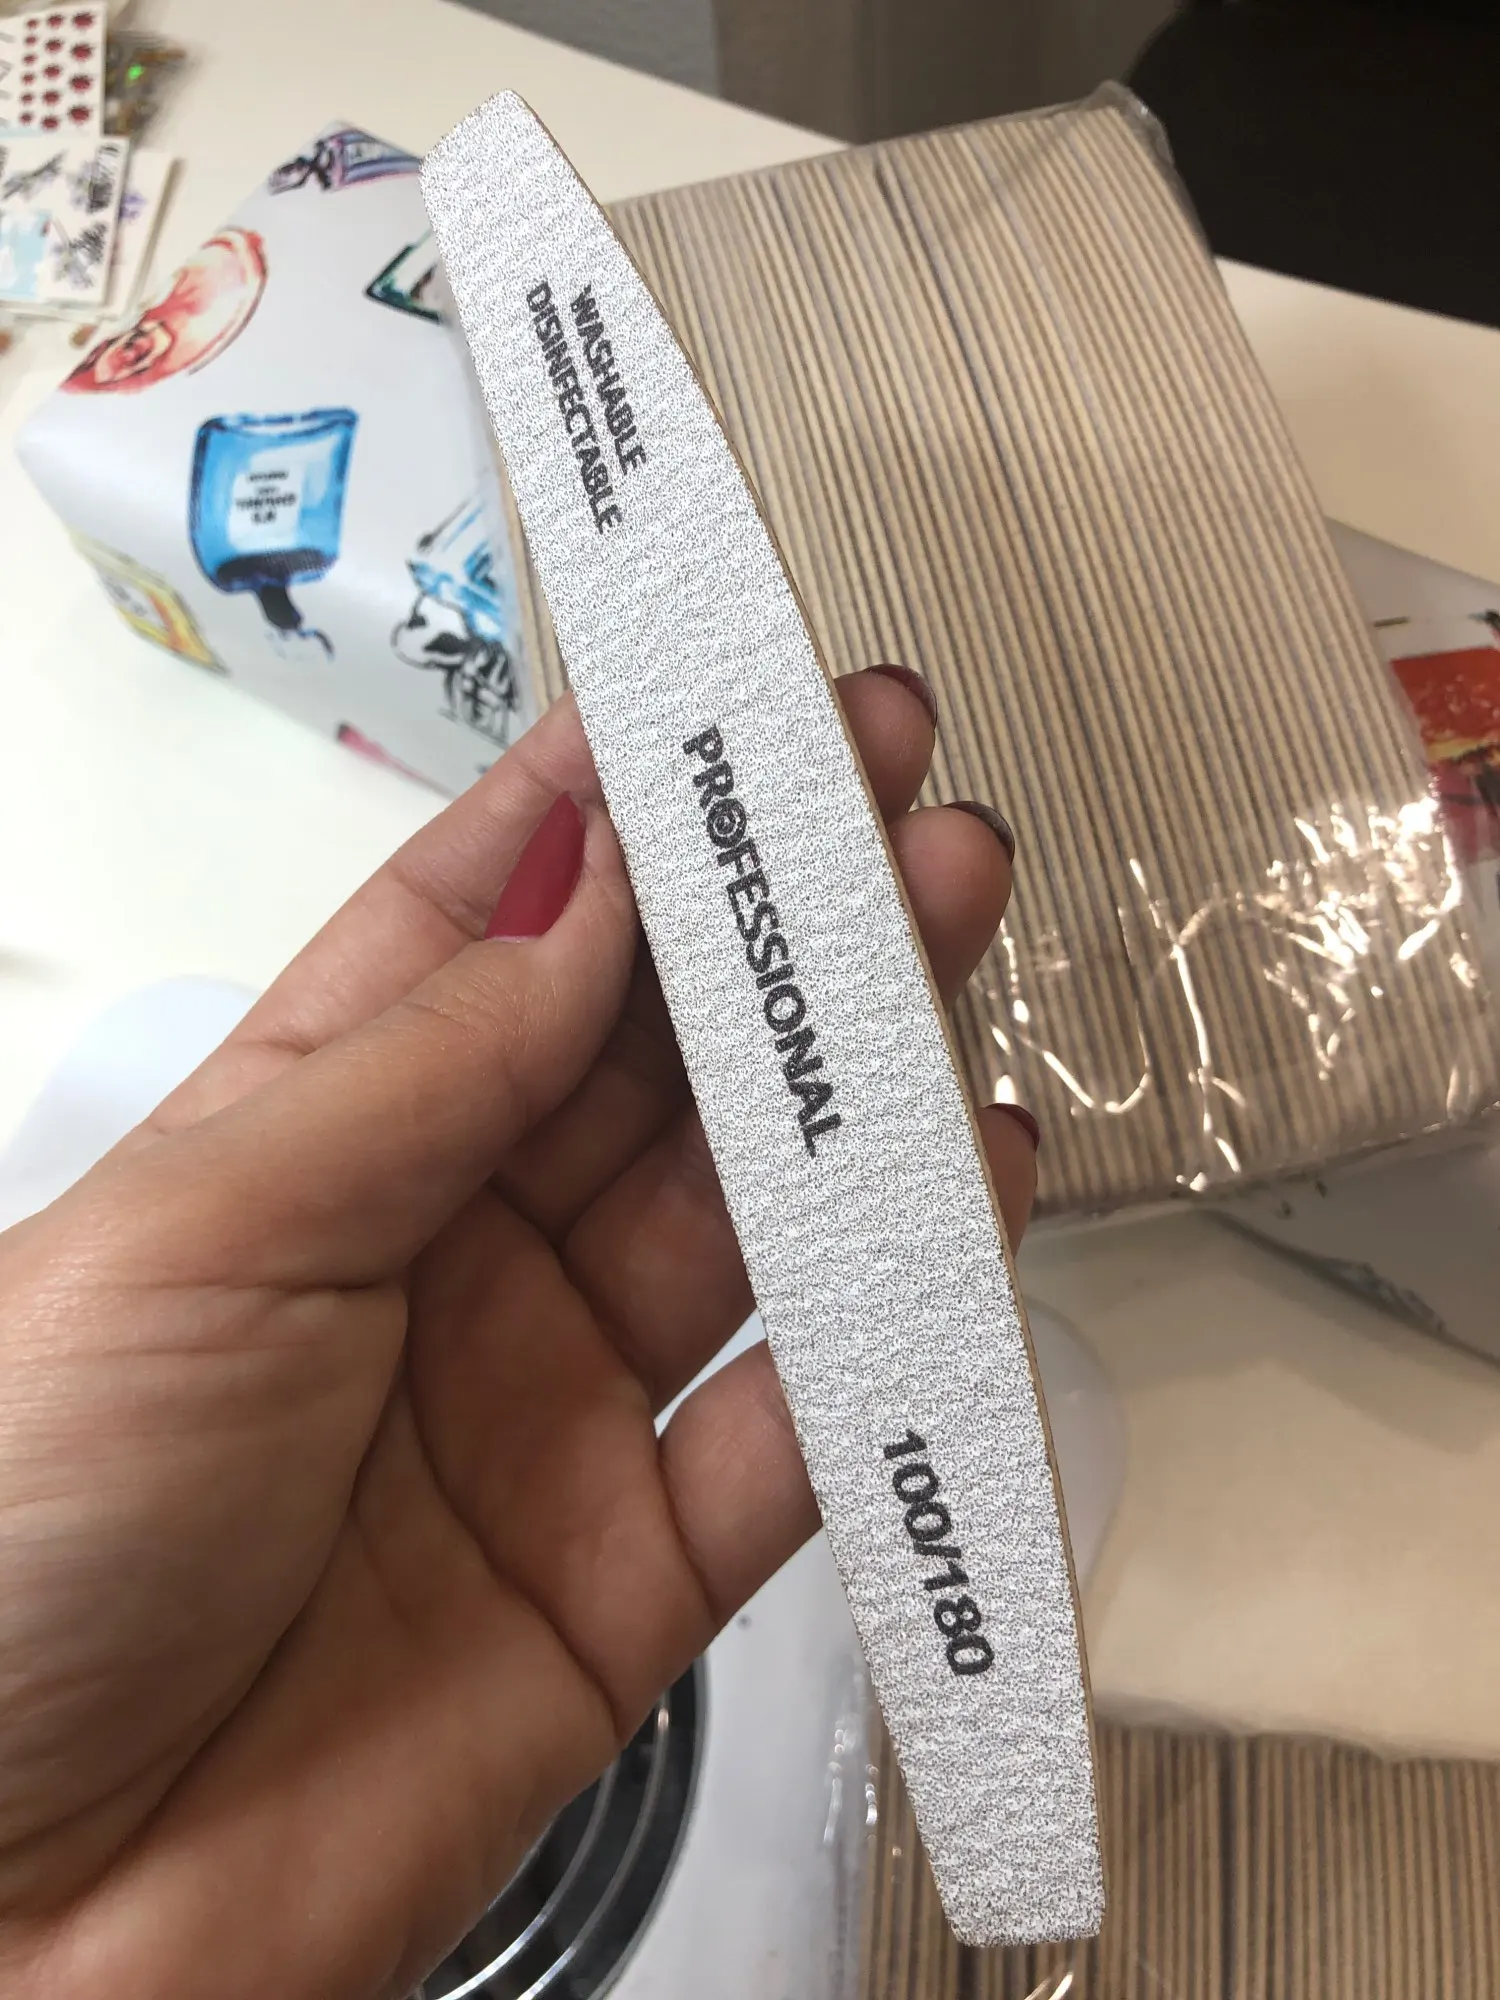 WASHABLE
DISINFECTABLE
PROFESSIONAL
100/180